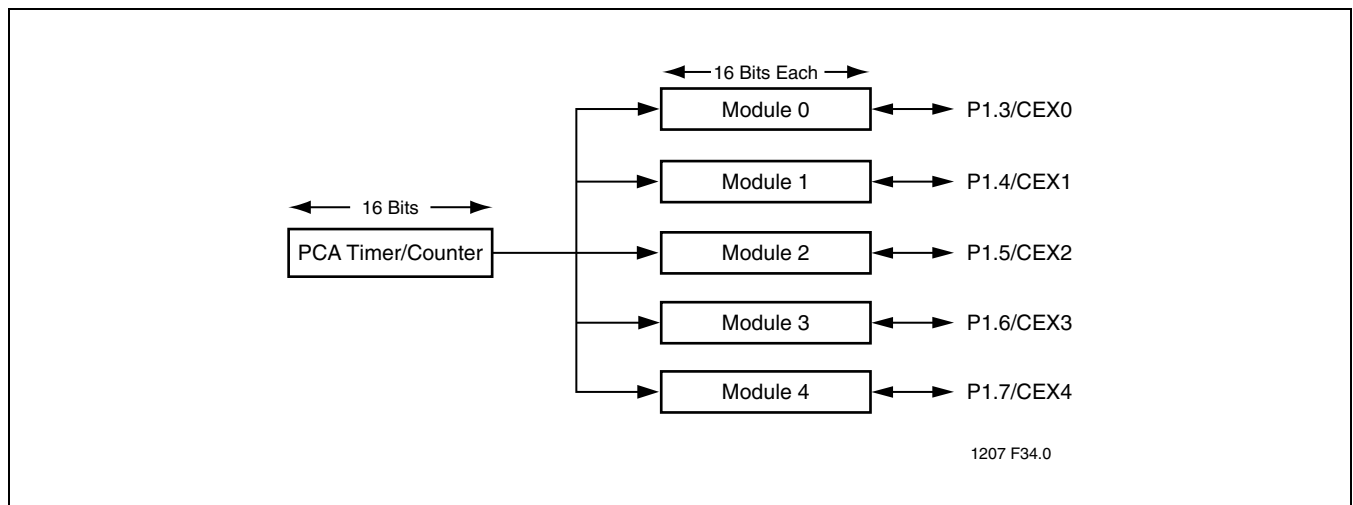 16 Bits Each
Module 0
P1.3/CEX0
Module 1
P1.4/CEX1
16 Bits
PCA Timer/Counter
Module 2
P1.5/CEX2
Module 3
P1.6/CEX3
Module 4
P1.7/CEX4
1207 F34.0